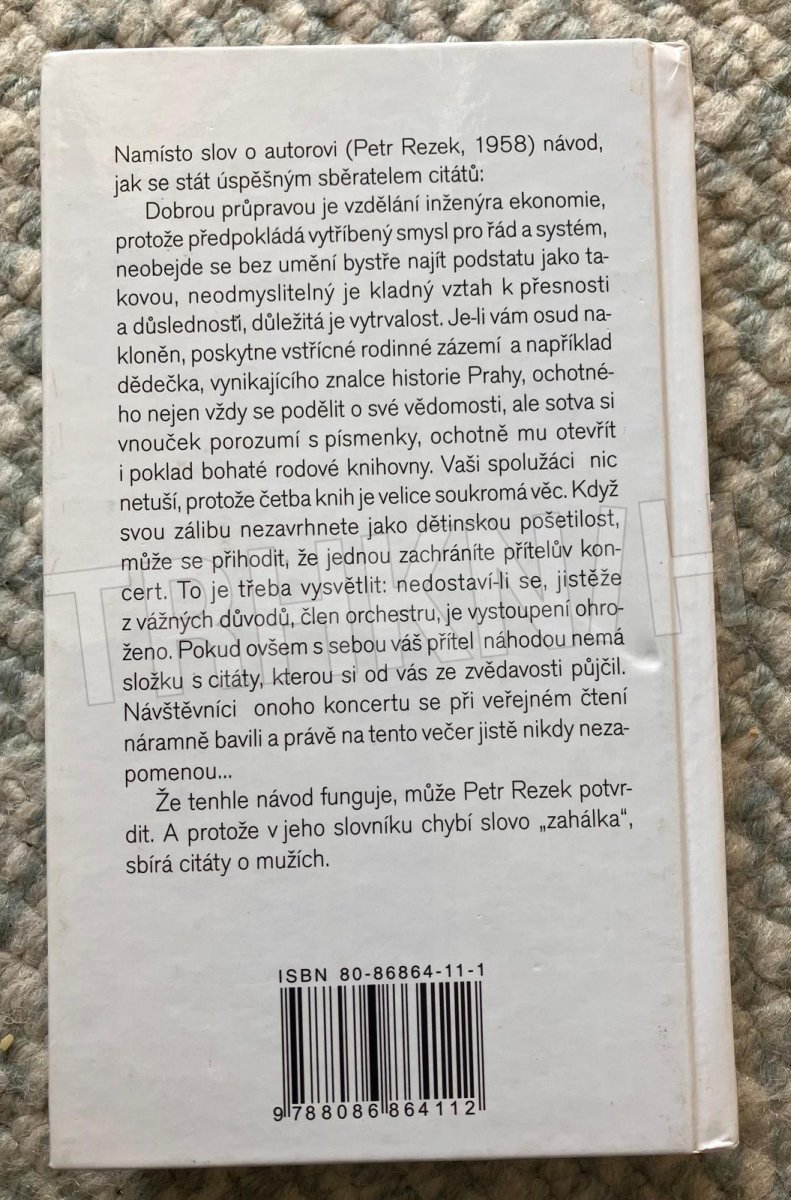 Namísto slov o autorovi (Petr Rezek, 1958) návod,
jak se stát úspěšným sběratelem citátů:
Dobrou průpravou je vzdělání inženýra ekonomie,
protože předpokládá vytříbený smysl pro řád a systém,
neobejde se bez umění bystře najít podstatu jako ta-
kovou, neodmyslitelný je kladný vztah k přesnosti
a důslednosti, důležitá je vytrvalost. Je-li vám osud na-
kloněn, poskytne vstřícné rodinné zázemí a například
dědečka, vynikajícího znalce historie Prahy, ochotné-
ho nejen vždy se podělit o své vědomosti, ale sotva si
vnouček porozumí s písmenky, ochotně mu otevřít
i poklad bohaté rodové knihovny. Vaši spolužáci nic
netuší, protože četba knih je velice soukromá věc. Když
svou zálibu nezavrhnete jako dětinskou pošetilost,
může se přihodit, že jednou zachráníte přítelův kon-
cert. To je třeba vysvětlit: nedostaví-li se, jistěže
z vážných důvodů, člen orchestru, je vystoupení ohro-
ženo. Pokud ovšem s sebou váš přítel náhodou nemá
složku s citáty, kterou si od vás ze zvědavosti půjčil.
Návštěvníci onoho koncertu se při veřejném čtení
náramně bavili a právě na tento večer jistě nikdy neza-
pomenou...
Že tenhle návod funguje, může Petr Rezek potvr-
dit. A protože v jeho slovníku chybí slovo „zahálka“,
sbírá citáty o mužích.
ISBN 80-86864-11-1
9 788086 864112